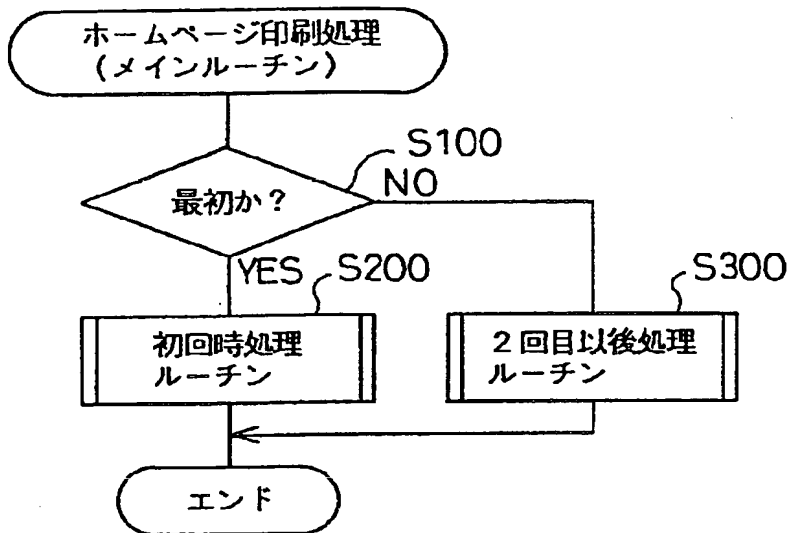 ホームページ印刷処理
(メインルーチン)
S100
最初か?
NO
YES
S200
S300
初回時処理
ルーチン
2回目以後処理
ルーチン
エンド